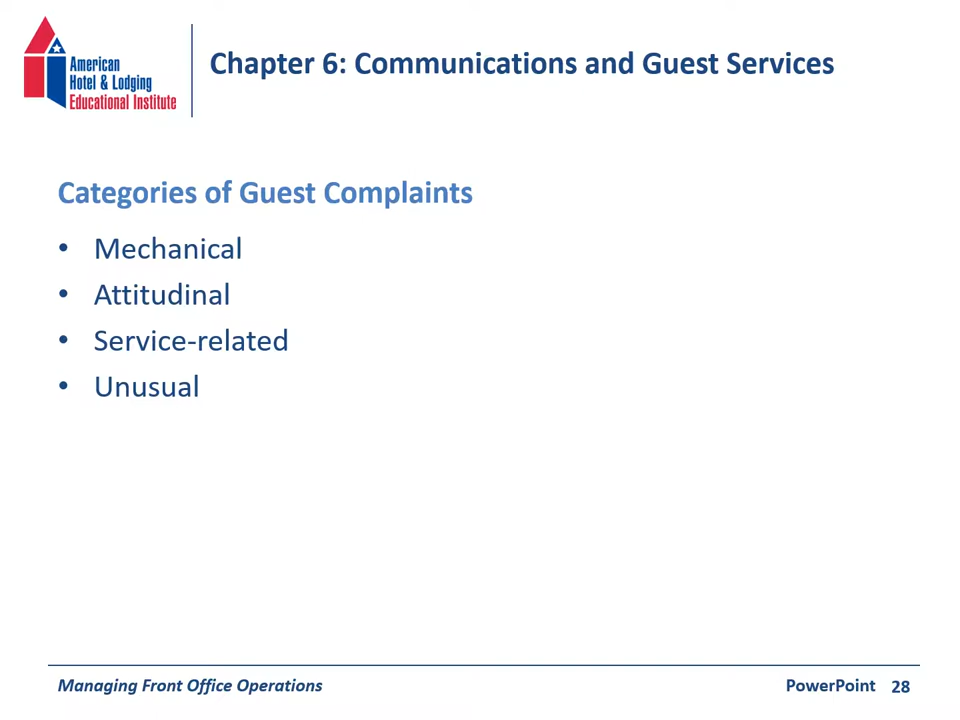 American
Hotel & Lodging
Educational Institute
Chapter 6: Communications and Guest Services
Categories of Guest Complaints
• Mechanical
• Attitudinal
• Service-related
• Unusual
Managing Front Office Operations
PowerPoint 28